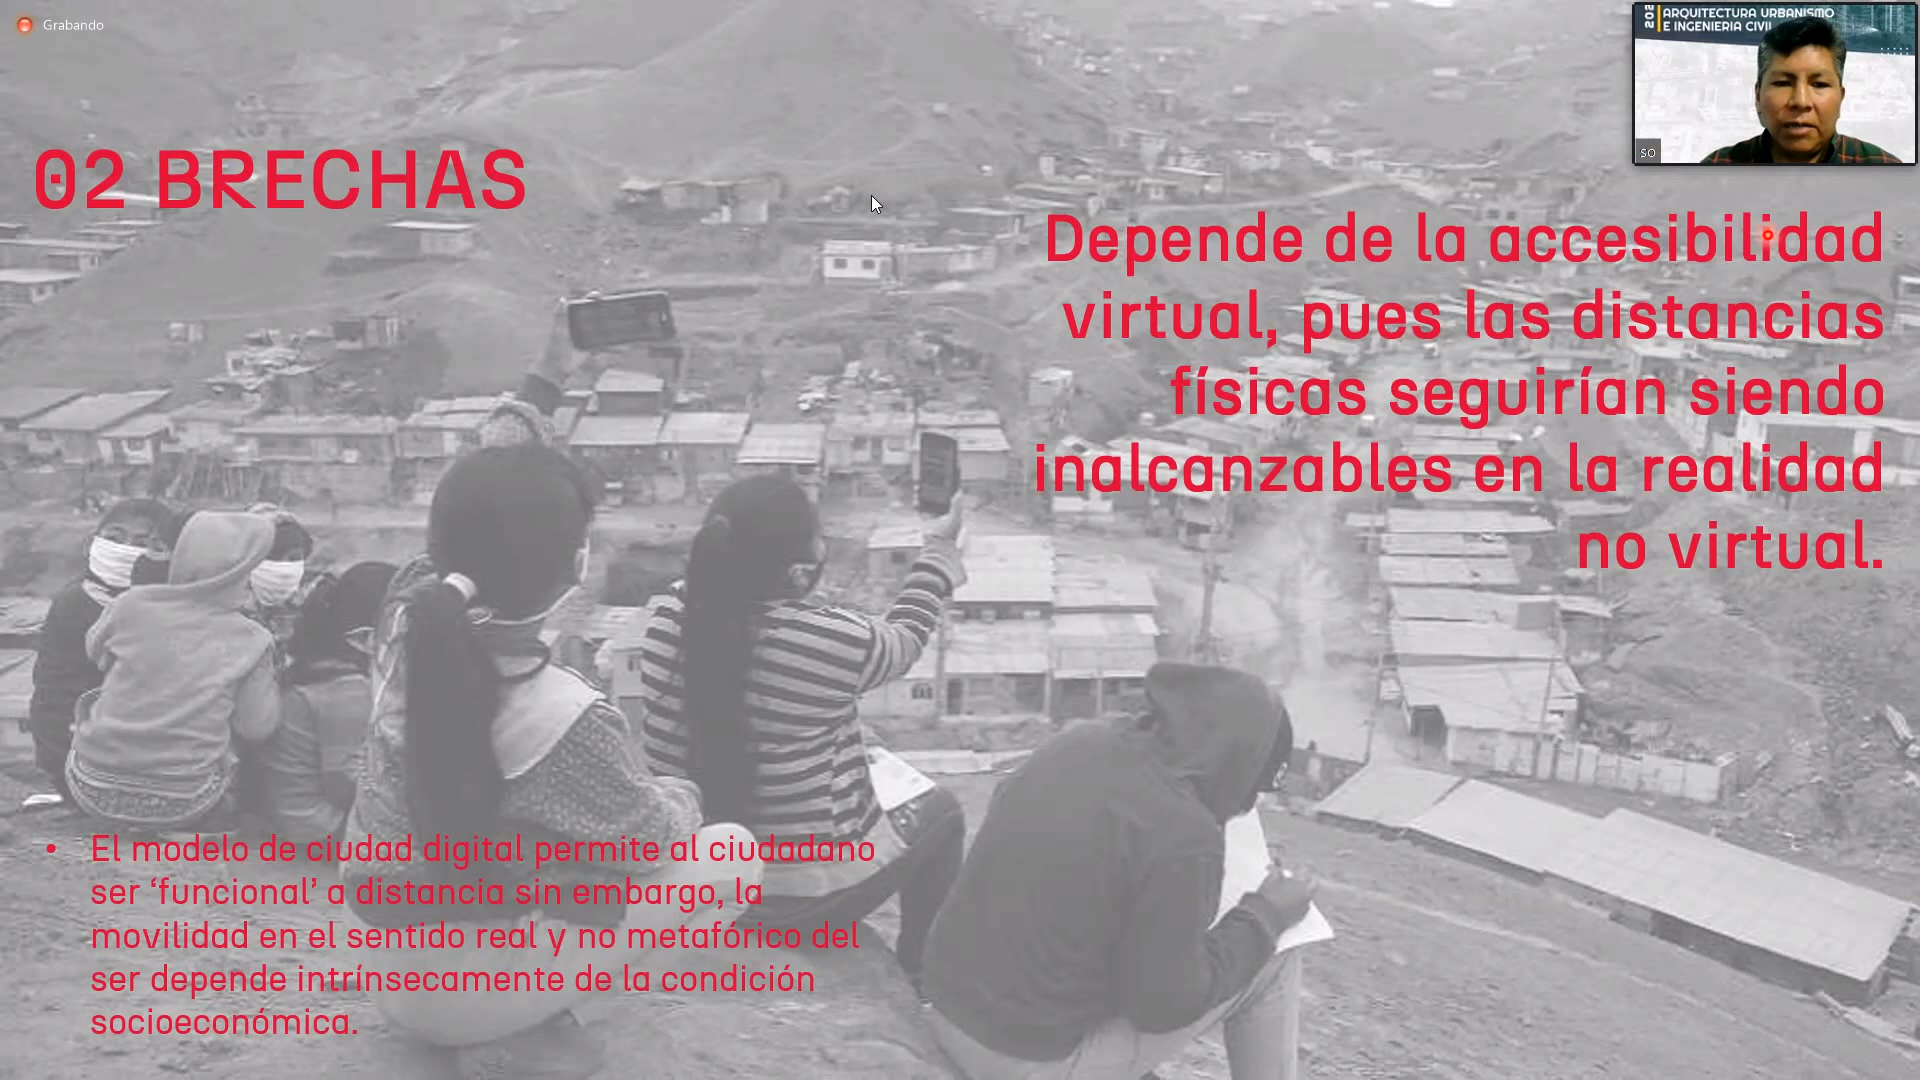 Grabando
202
ARQUITECTURA URBANISMO
E INGENIERIA CIVIL
SO
02 BRECHAS
Depende de la accesibilidad
virtual, pues las distancias
físicas seguirían siendo
inalcanzables en la realidad
no virtual.
• El modelo de ciudad digital permite al ciudadano
ser ‘funcional’ a distancia sin embargo, la
movilidad en el sentido real y no metafórico del
ser depende intrínsecamente de la condición
socioeconómica.